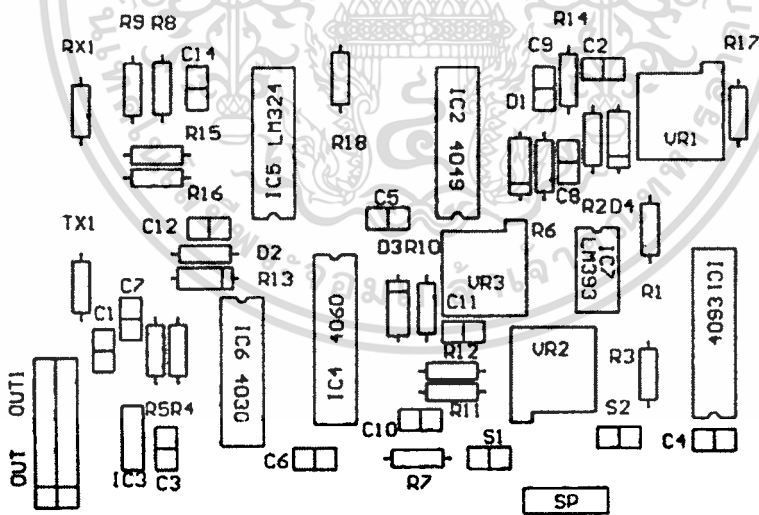 R9 R8
C14
RX1
R15
R16
IC5 LM324
R18
IC2 4049
R14
C9
C2
D1
R17
VR1
C8
R2 D4
TX1
C12
C5
D2
R13
D3 R10
R6
VR3
IC7
LM393
R1
4093 IC1
C7
C1
IC6 4030
IC4 4060
C11
R12
R11
VR2
R3
OUT1
OUT
R5 R4
IC3
C3
C6
C10
R7
S1
S2
C4
SP